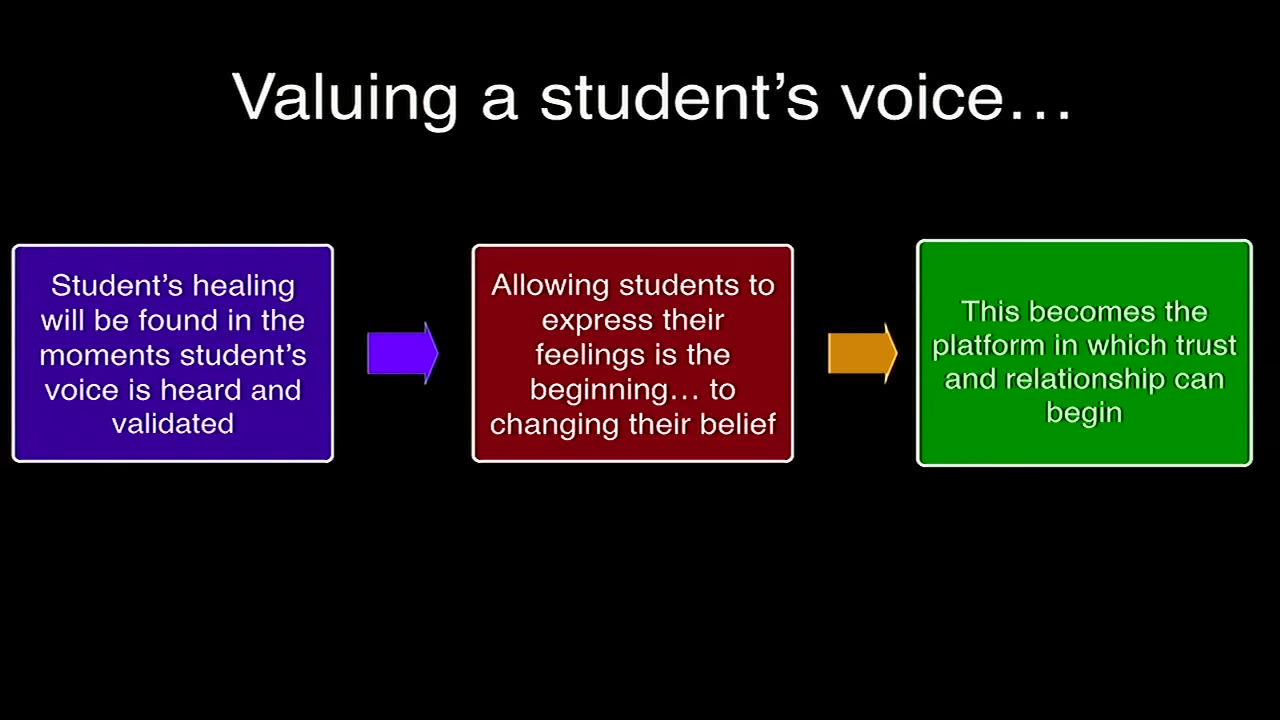 Valuing a student’s voice…
Student’s healing
will be found in the
moments student’s
voice is heard and
validated
Allowing students to
express their
feelings is the
beginning… to
changing their belief
This becomes the
platform in which trust
and relationship can
begin